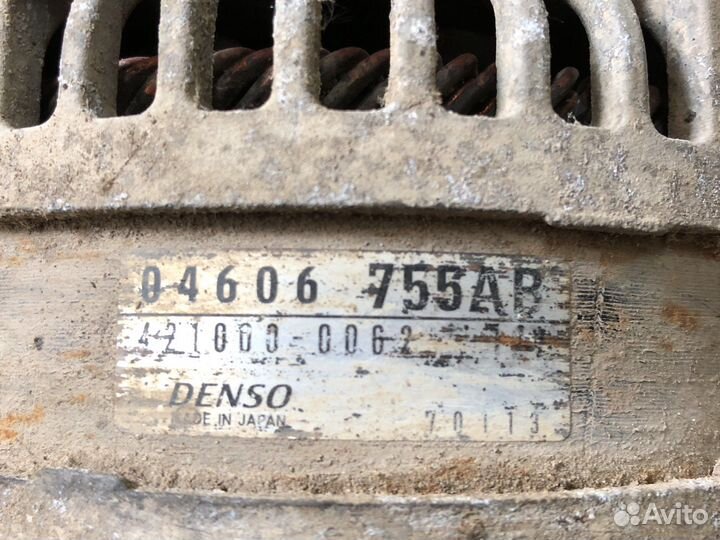 04606 755AB
421000-0062
DENSO
MADE IN JAPAN
70113
Avito